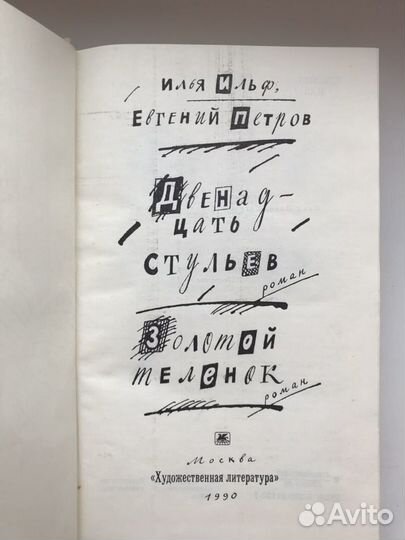 Илья Ильф,
Евгений Петров
Двенад-
цать
стульев
роман
Золотой
теленок
роман
Москва
«Художественная литература»
1990
Avito